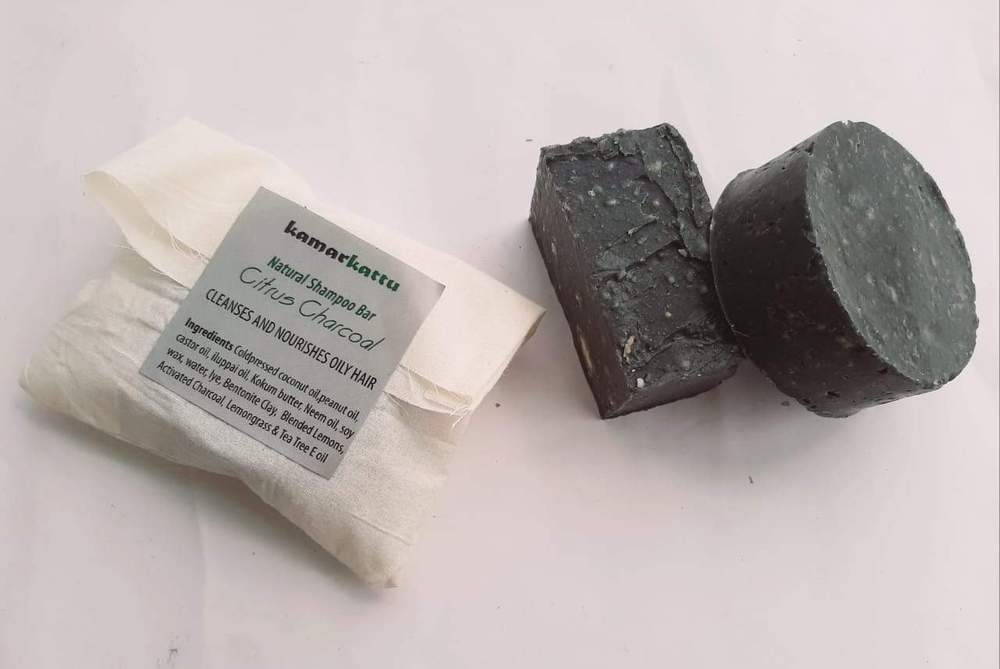 kamarkattu
Natural Shampoo Bar
Citrus Charcoal
CLEANSES AND NOURISHES OILY HAIR
Ingredients Coldpressed coconut oil,peanut oil,
castor oil, iluppai oil, Kokum butter, Neem oil, soy
wax, water, lye, Bentonite Clay, Blended Lemons,
Activated Charcoal, Lemongrass & Tea Tree E oil